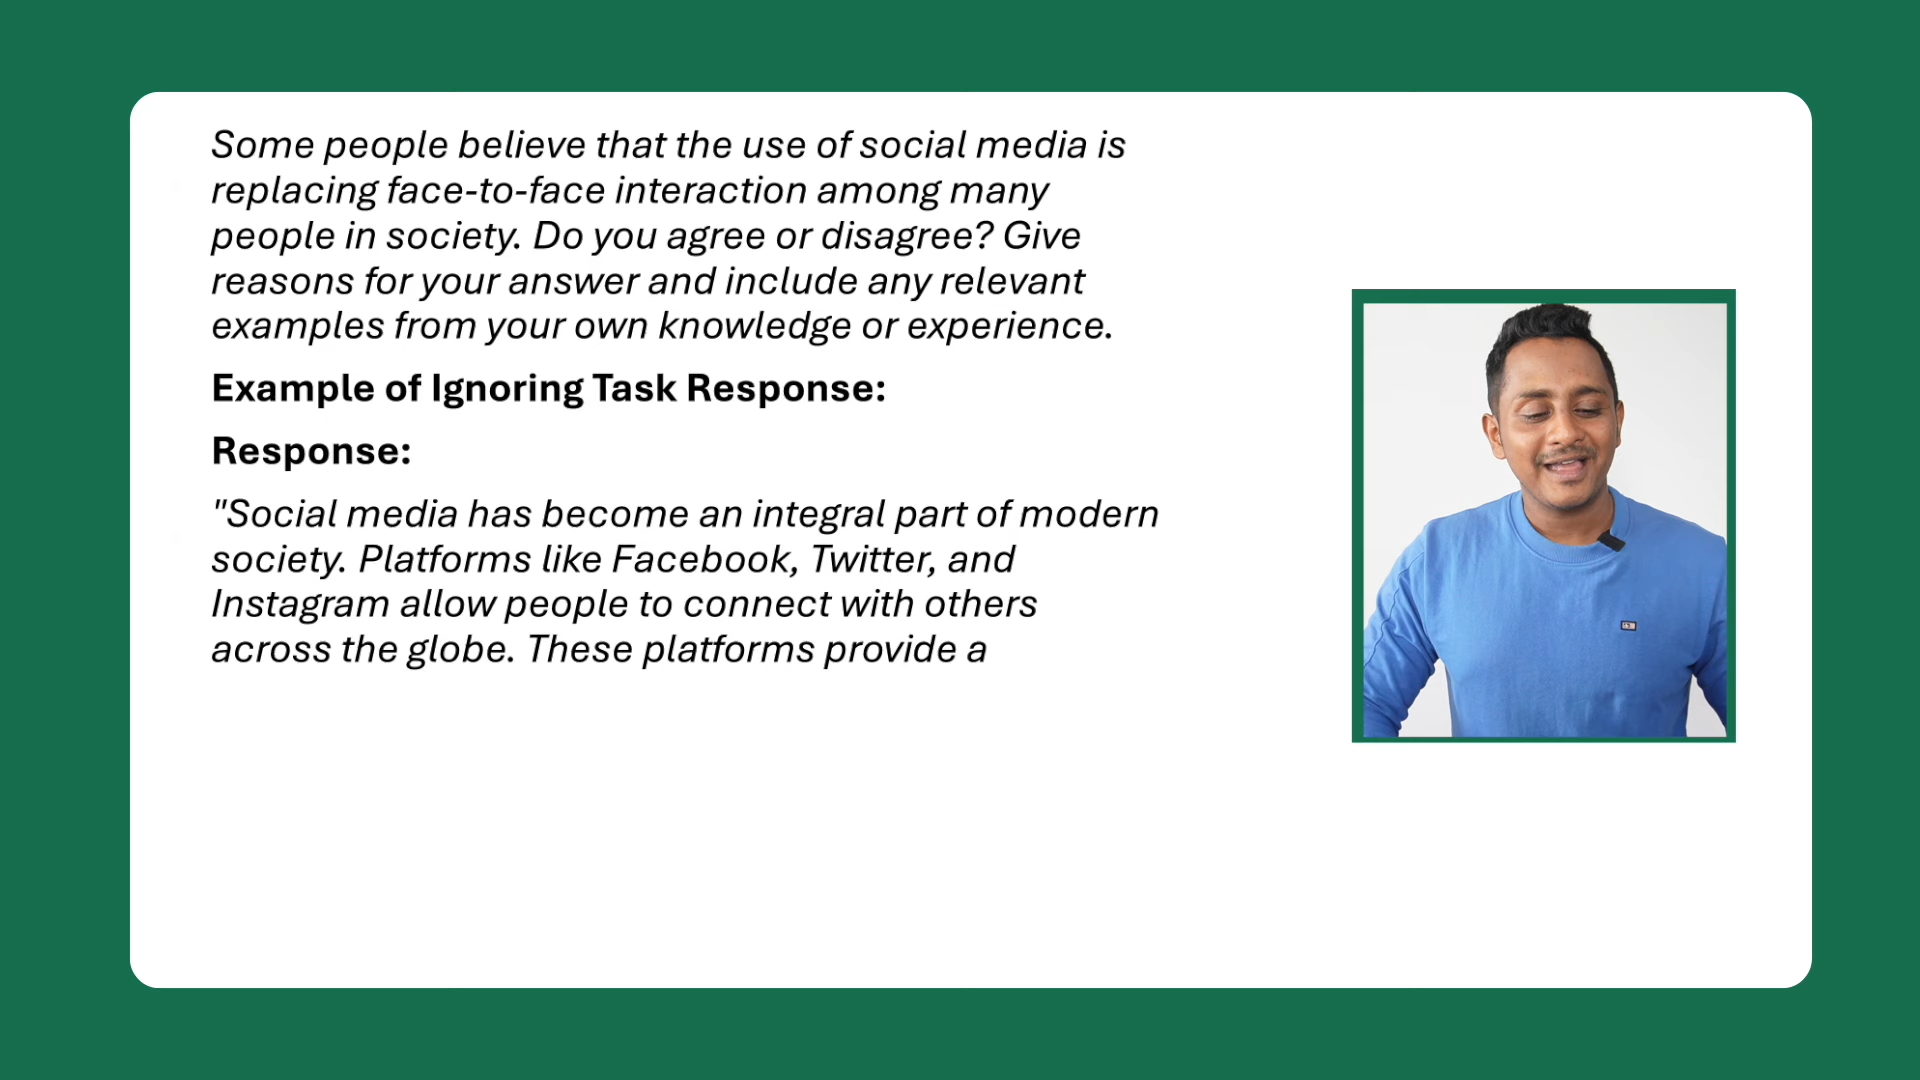 Some people believe that the use of social media is
replacing face-to-face interaction among many
people in society. Do you agree or disagree? Give
reasons for your answer and include any relevant
examples from your own knowledge or experience.
Example of Ignoring Task Response:
Response:
"Social media has become an integral part of modern
society. Platforms like Facebook, Twitter, and
Instagram allow people to connect with others
across the globe. These platforms provide a